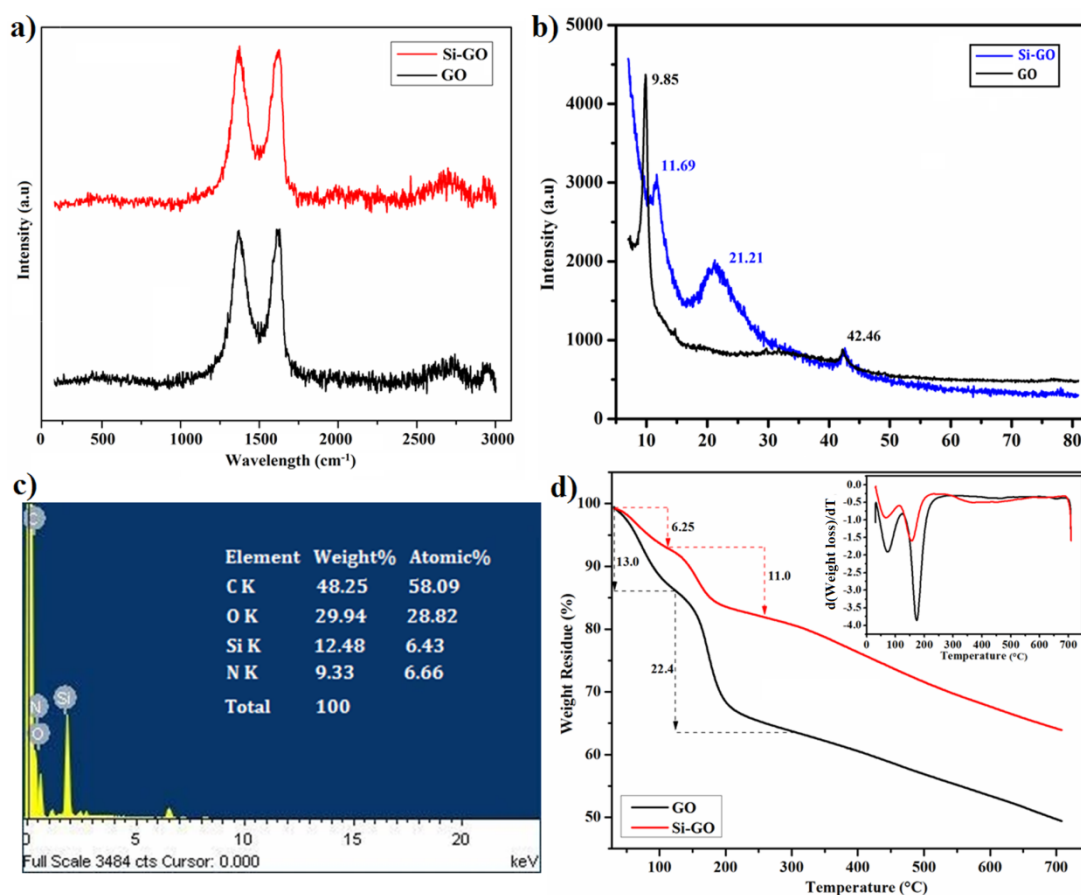 a)
Si-GO
GO
Intensity (a.u)
0 500 1000 1500 2000 2500 3000
Wavelength (cm⁻¹)
b)
5000
4000
3000
2000
1000
0
Si-GO
GO
9.85
11.69
21.21
42.46
Intensity (a.u)
10 20 30 40 50 60 70 80
c)
C
N
O
Si
Element Weight% Atomic%
C K 48.25 58.09
O K 29.94 28.82
Si K 12.48 6.43
N K 9.33 6.66
Total 100
0 5 10 15 20
Full Scale 3484 cts Cursor: 0.000 keV
d)
100
90
80
70
60
50
Weight Residue (%)
6.25
13.0
11.0
22.4
GO
Si-GO
100 200 300 400 500 600 700
Temperature (°C)
0.0
-0.5
-1.0
-1.5
-2.0
-2.5
-3.0
-3.5
-4.0
d(Weight loss)/dT
0 100 200 300 400 500 600 700
Temperature (°C)